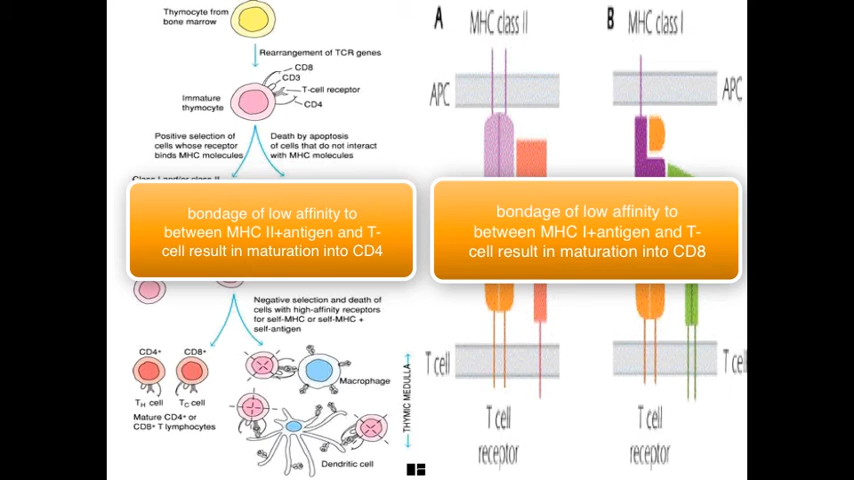 Thymocyte from
bone marrow
Rearrangement of TCR genes
CD8
CD3
T-cell receptor
CD4
Immature
thymocyte
Positive selection of
cells whose receptor
binds MHC molecules
Death by apoptosis
of cells that do not interact
with MHC molecules
Class I and/or class II
bondage of low affinity to
between MHC II+antigen and T-
cell result in maturation into CD4
Negative selection and death of
cells with high-affinity receptors
for self-MHC or self-MHC +
self-antigen
CD4+
CD8+
TH cell
TC cell
Mature CD4+ or
CD8+ T lymphocytes
Macrophage
Dendritic cell
THYMIC MEDULLA
A
MHC class II
APC
B
MHC class I
APC
bondage of low affinity to
between MHC I+antigen and T-
cell result in maturation into CD8
T cell
T cell
T cell
receptor
T cell
receptor